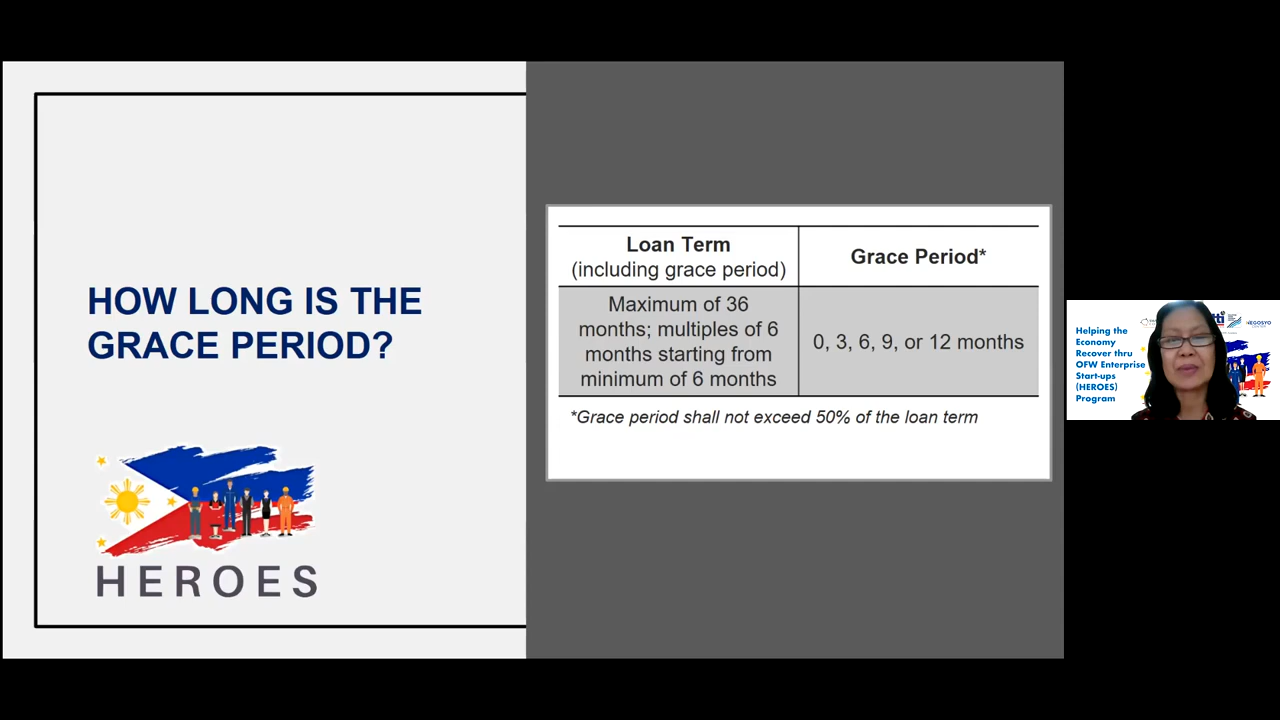 HOW LONG IS THE
GRACE PERIOD?
HEROES
Loan Term
(including grace period)
Grace Period*
Maximum of 36
months; multiples of 6
months starting from
minimum of 6 months
0, 3, 6, 9, or 12 months
*Grace period shall not exceed 50% of the loan term
Helping the
Economy
Recover thru
OFW Enterprise
Start-ups
(HEROES)
Program
NEGOSYO